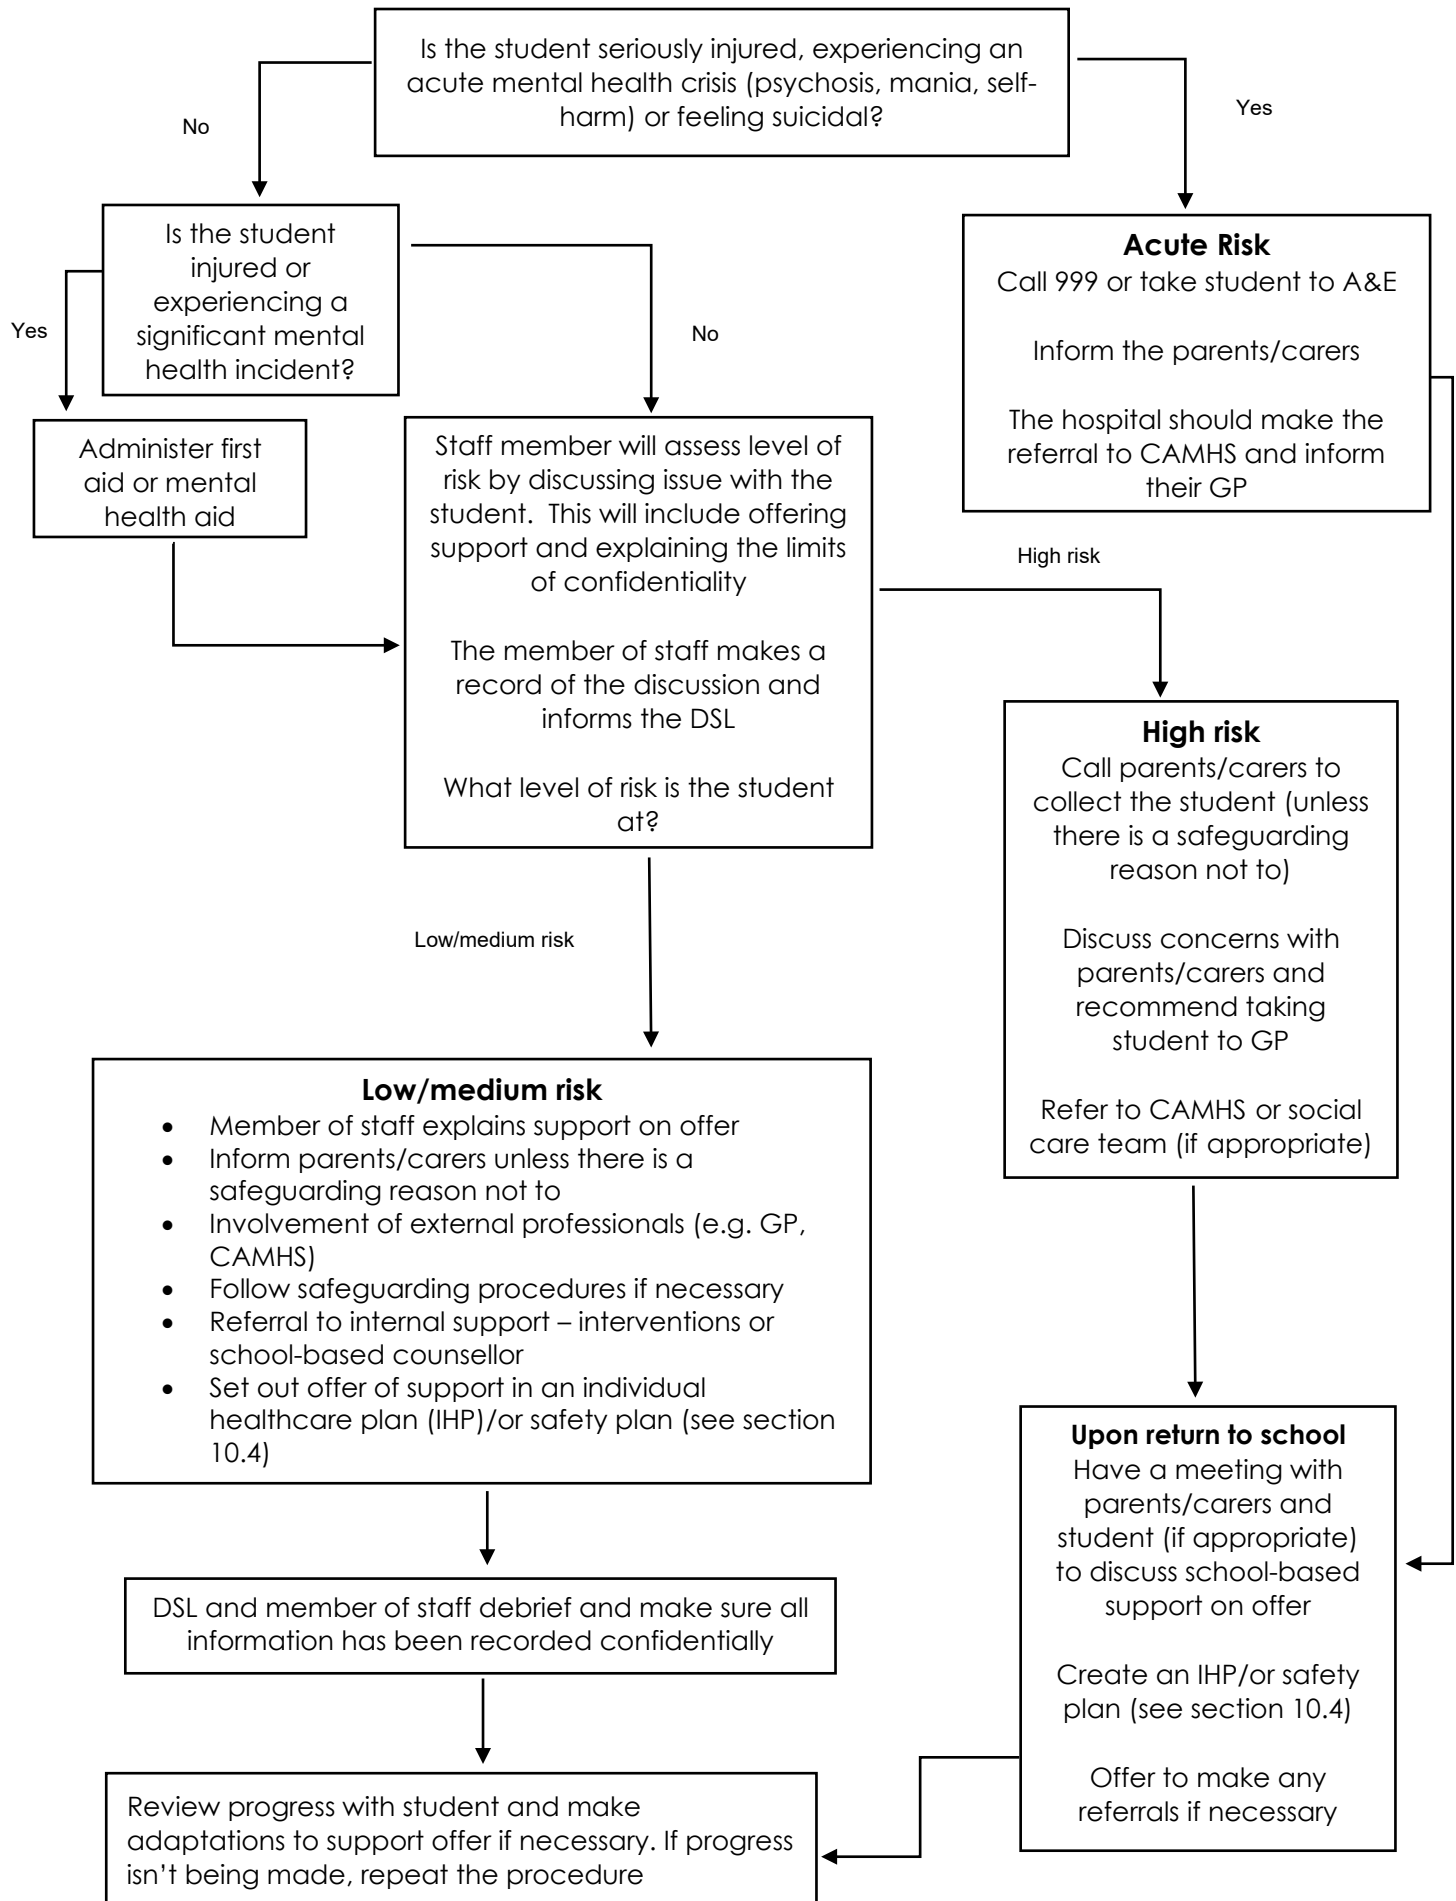 Is the student seriously injured, experiencing an
acute mental health crisis (psychosis, mania, self-
harm) or feeling suicidal?
No
Yes
Is the student
injured or
experiencing a
significant mental
health incident?
Acute Risk
Call 999 or take student to A&E
Inform the parents/carers
The hospital should make the
referral to CAMHS and inform
their GP
Yes
No
Administer first
aid or mental
health aid
Staff member will assess level of
risk by discussing issue with the
student.  This will include offering
support and explaining the limits
of confidentiality
The member of staff makes a
record of the discussion and
informs the DSL
What level of risk is the student
at?
High risk
High risk
Call parents/carers to
collect the student (unless
there is a safeguarding
reason not to)
Discuss concerns with
parents/carers and
recommend taking
student to GP
Refer to CAMHS or social
care team (if appropriate)
Low/medium risk
Low/medium risk
• Member of staff explains support on offer
• Inform parents/carers unless there is a
safeguarding reason not to
• Involvement of external professionals (e.g. GP,
CAMHS)
• Follow safeguarding procedures if necessary
• Referral to internal support – interventions or
school-based counsellor
• Set out offer of support in an individual
healthcare plan (IHP)/or safety plan (see section
10.4)
Upon return to school
Have a meeting with
parents/carers and
student (if appropriate)
to discuss school-based
support on offer
Create an IHP/or safety
plan (see section 10.4)
Offer to make any
referrals if necessary
DSL and member of staff debrief and make sure all
information has been recorded confidentially
Review progress with student and make
adaptations to support offer if necessary. If progress
isn't being made, repeat the procedure